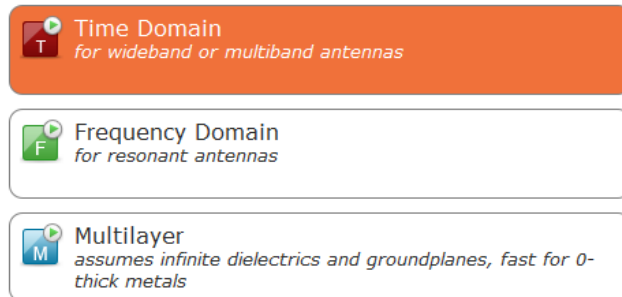 Time Domain
T
for wideband or multiband antennas
Frequency Domain
F
for resonant antennas
Multilayer
M
assumes infinite dielectrics and groundplanes, fast for 0-
thick metals